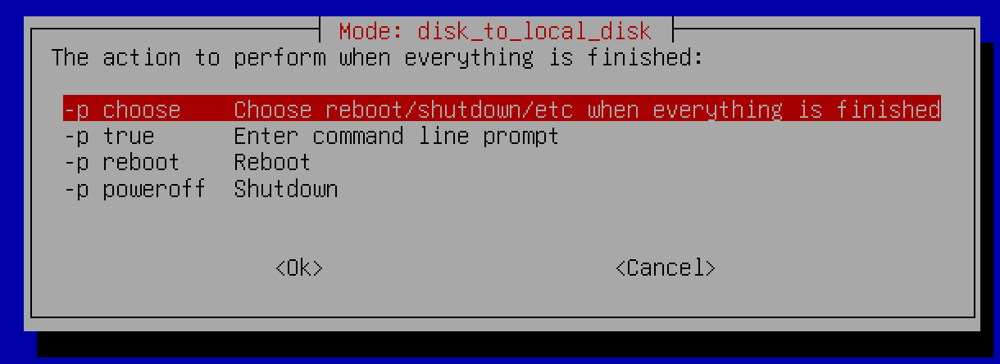 Mode: disk_to_local_disk
The action to perform when everything is finished:
-p choose    Choose reboot/shutdown/etc when everything is finished
-p true      Enter command line prompt
-p reboot    Reboot
-p poweroff  Shutdown
<Ok>                          <Cancel>